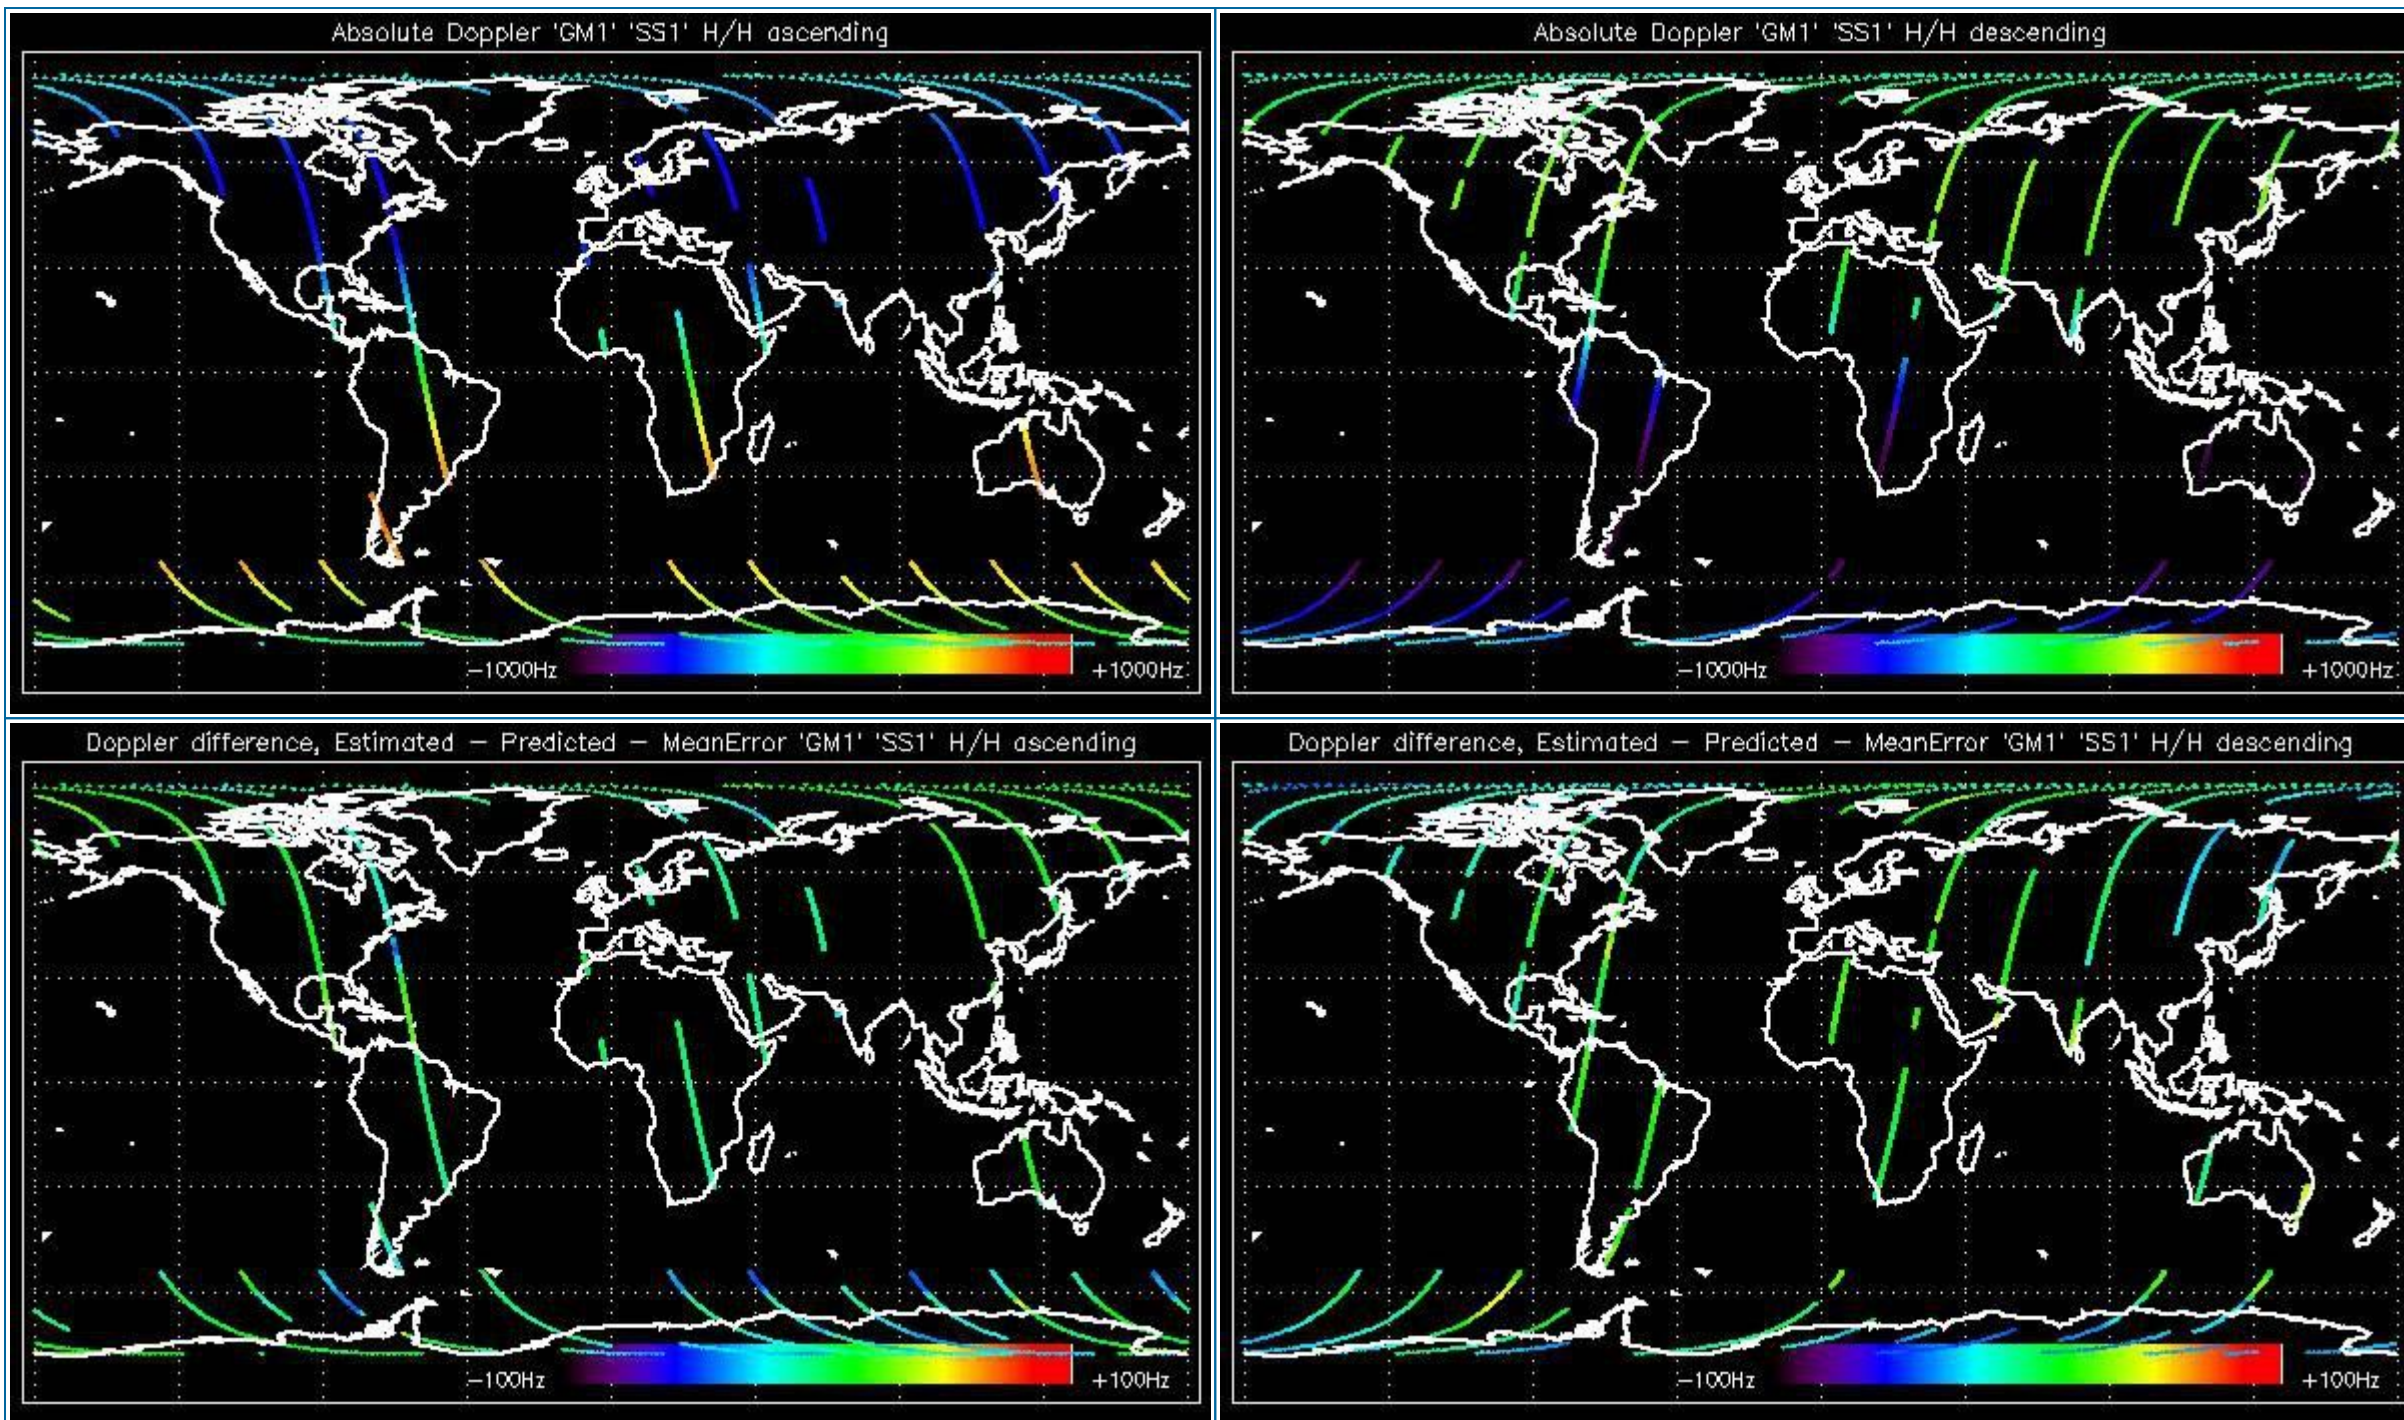 Absolute Doppler 'GM1' 'SS1' H/H ascending
−1000Hz +1000Hz
Absolute Doppler 'GM1' 'SS1' H/H descending
−1000Hz +1000Hz
Doppler difference, Estimated − Predicted − MeanError 'GM1' 'SS1' H/H ascending
−100Hz +100Hz
Doppler difference, Estimated − Predicted − MeanError 'GM1' 'SS1' H/H descending
−100Hz +100Hz